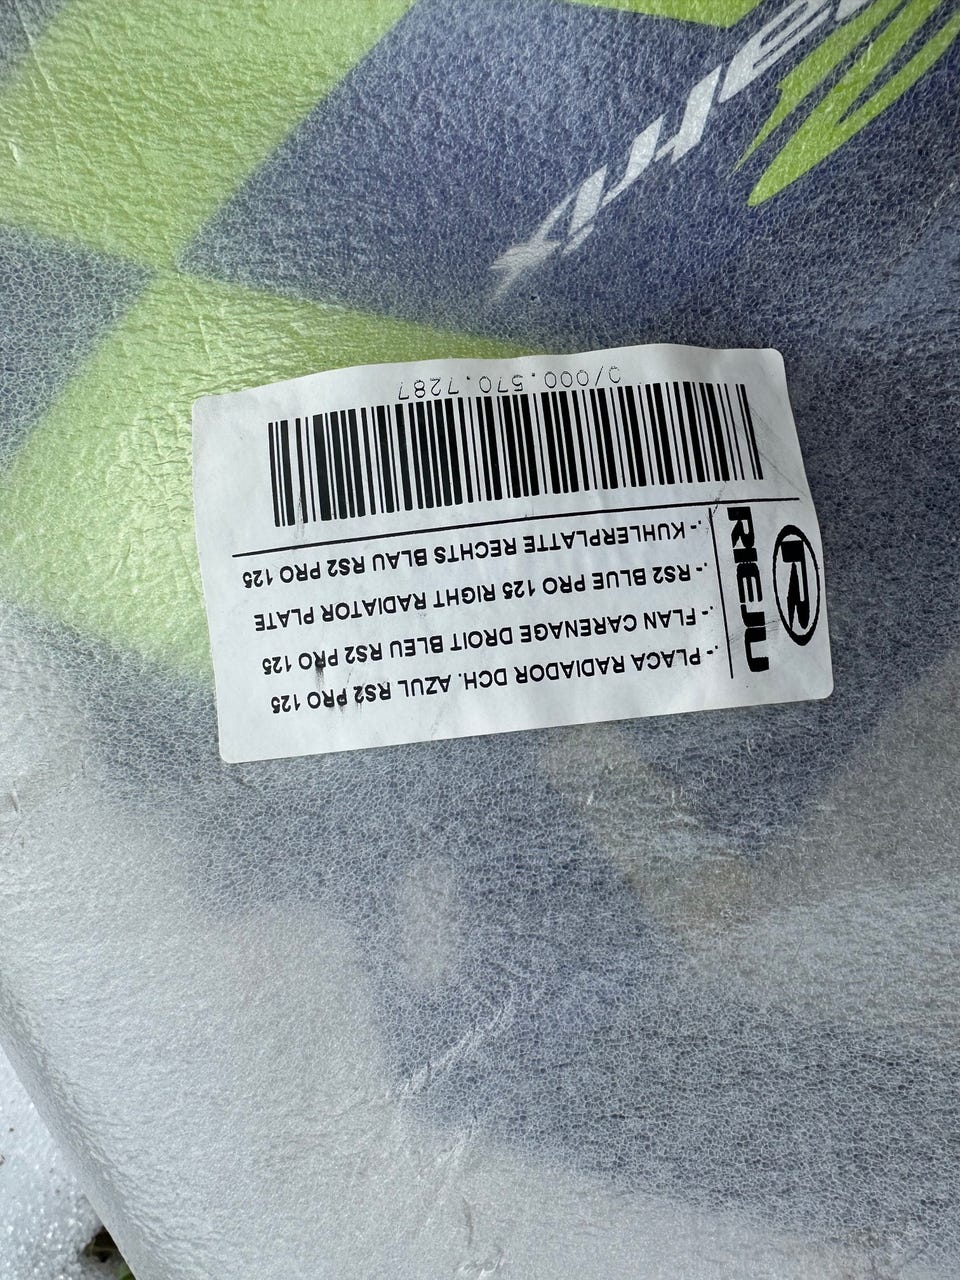 R
RIEJU
.-PLACA RADIADOR DCH. AZUL RS2 PRO 125
.-FLAN CARENAGE DROIT BLEU RS2 PRO 125
.-RS2 BLUE PRO 125 RIGHT RADIATOR PLATE
.-KUHLERPLATTE RECHTS BLAU RS2 PRO 125
0/000.570.7287